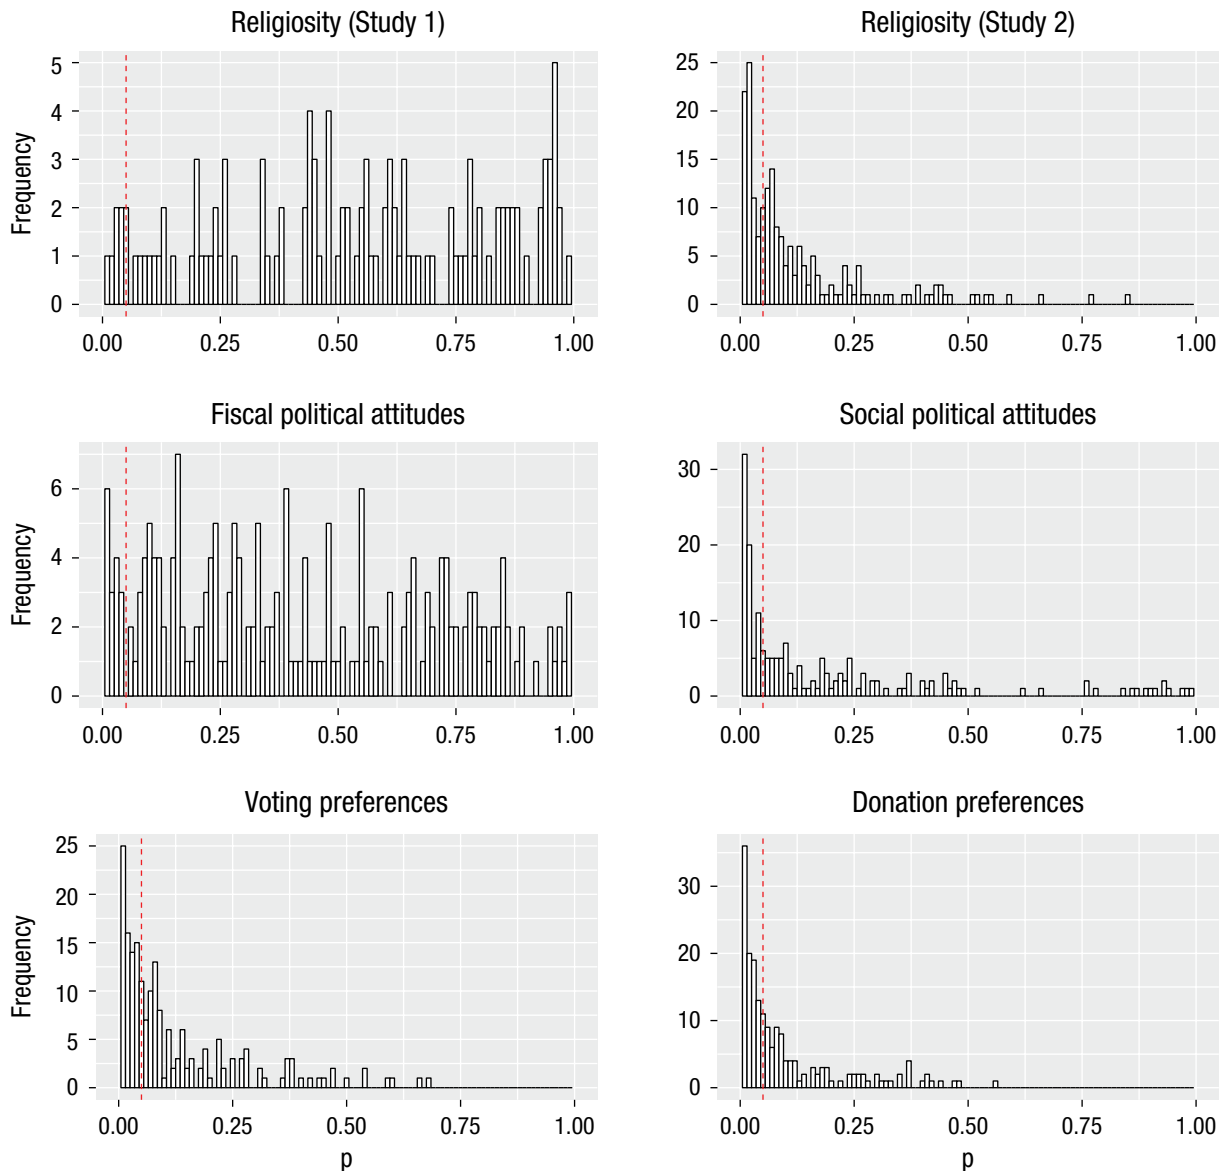 Religiosity (Study 1)
Religiosity (Study 2)
Frequency
5
4
3
2
1
0
0.00 0.25 0.50 0.75 1.00
25
20
15
10
5
0
0.00 0.25 0.50 0.75 1.00
Fiscal political attitudes
Social political attitudes
Frequency
6
4
2
0
0.00 0.25 0.50 0.75 1.00
30
20
10
0
0.00 0.25 0.50 0.75 1.00
Voting preferences
Donation preferences
Frequency
25
20
15
10
5
0
0.00 0.25 0.50 0.75 1.00
p
30
20
10
0
0.00 0.25 0.50 0.75 1.00
p